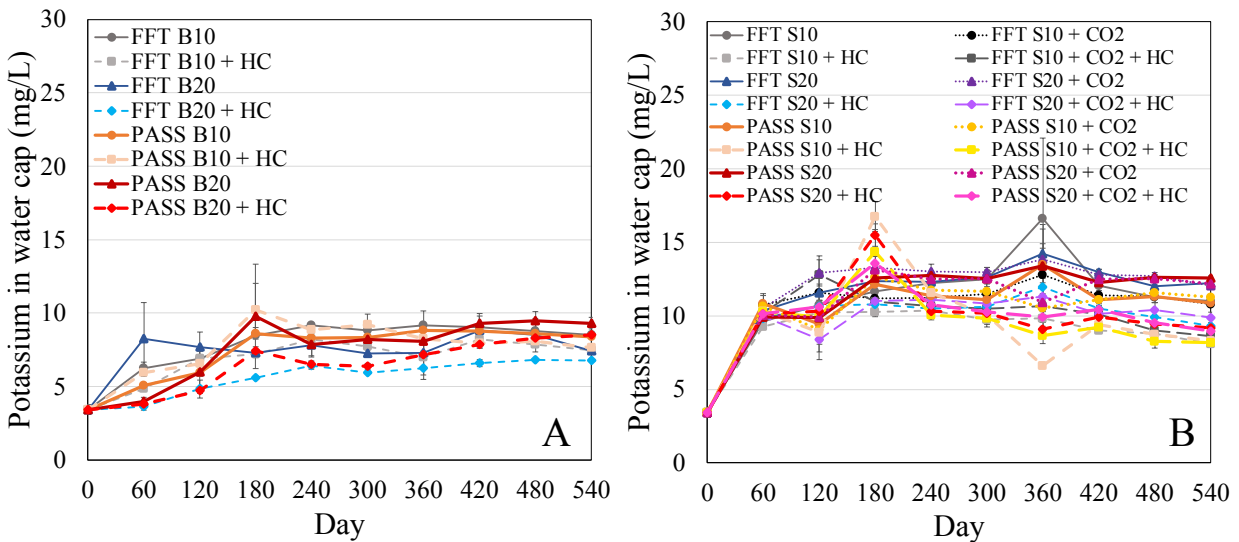 Potassium in water cap (mg/L)
30
25
20
15
10
5
0
FFT B10
FFT B10 + HC
FFT B20
FFT B20 + HC
PASS B10
PASS B10 + HC
PASS B20
PASS B20 + HC
A
0 60 120 180 240 300 360 420 480 540
Day
Potassium in water cap (mg/L)
30
25
20
15
10
5
0
FFT S10 FFT S10 + CO2
FFT S10 + HC FFT S10 + CO2 + HC
FFT S20 FFT S20 + CO2
FFT S20 + HC FFT S20 + CO2 + HC
PASS S10 PASS S10 + CO2
PASS S10 + HC PASS S10 + CO2 + HC
PASS S20 PASS S20 + CO2
PASS S20 + HC PASS S20 + CO2 + HC
B
0 60 120 180 240 300 360 420 480 540
Day